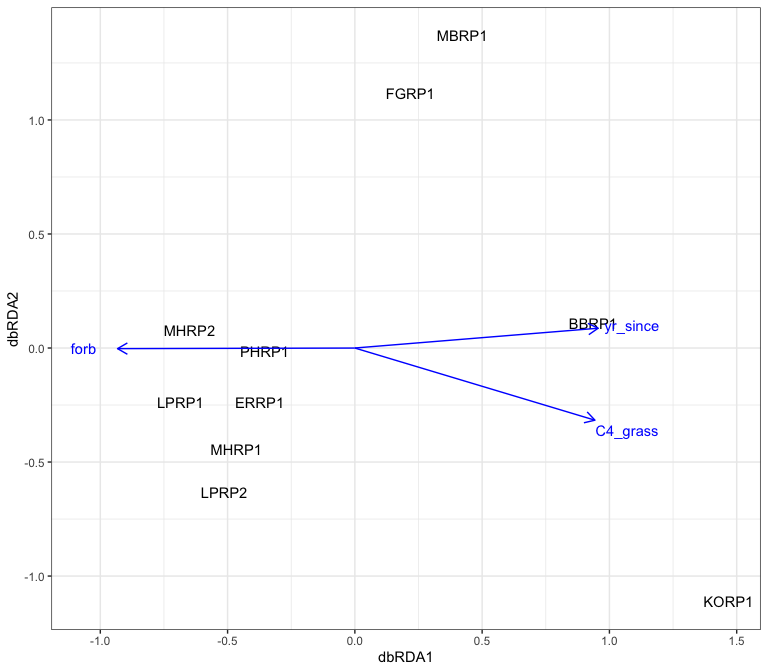 MBRP1
FGRP1
1.0
0.5
dbRDA2
BBRP1
yr_since
MHRP2
forb
0.0
PHRP1
LPRP1
ERRP1
C4_grass
MHRP1
-0.5
LPRP2
-1.0
KORP1
-1.0
-0.5
0.0
0.5
1.0
1.5
dbRDA1